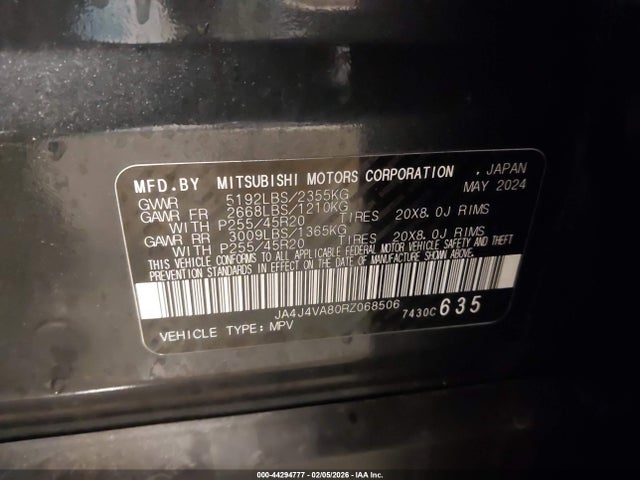 MFD.BY MITSUBISHI MOTORS CORPORATION , JAPAN
MAY 2024
GVWR 5192LBS/2355KG
GAWR FR 2668LBS/1210KG
WITH P255/45R20 TIRES 20X8.0J RIMS
GAWR RR 3009LBS/1365KG
WITH P255/45R20 TIRES 20X8.0J RIMS
THIS VEHICLE CONFORMS TO ALL APPLICABLE FEDERAL MOTOR VEHICLE SAFETY AND THEFT
PREVENTION STANDARDS IN EFFECT ON THE DATE OF MANUFACTURE SHOWN ABOVE.
JA4J4VA80RZ068506
7430C 635
VEHICLE TYPE: MPV
000-44294777 - 02/05/2026 - IAA Inc.